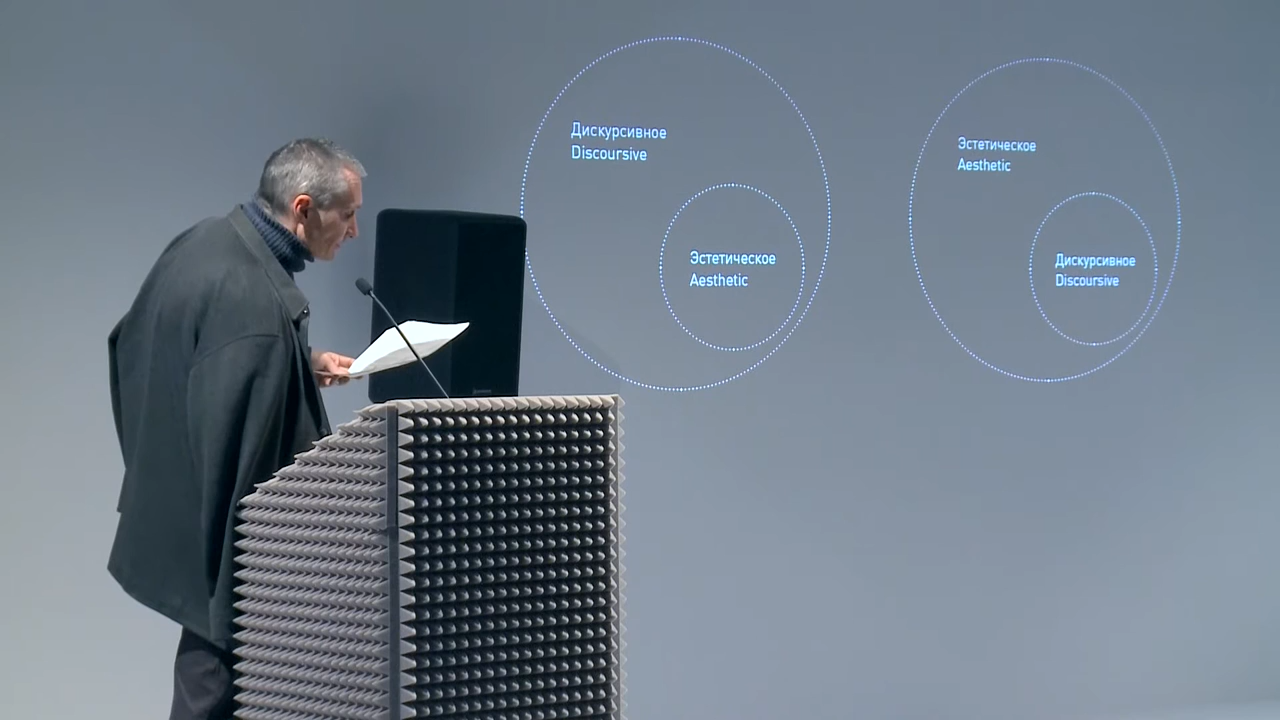 Дискурсивное
Discoursive
Эстетическое
Aesthetic
Эстетическое
Aesthetic
Дискурсивное
Discoursive